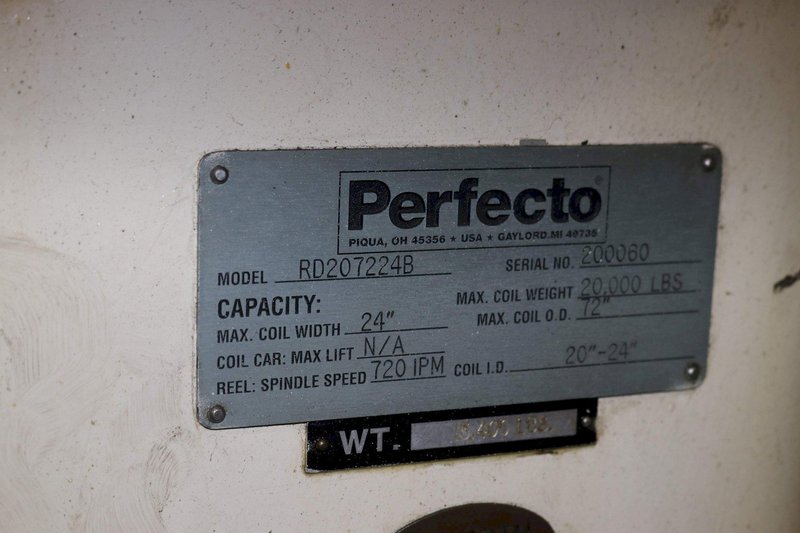 Perfecto®
PIQUA, OH 45356 ★ USA ★ GAYLORD, MI 49735
MODEL RD207224B SERIAL NO. 200060
CAPACITY: MAX. COIL WEIGHT 20,000 LBS
MAX. COIL WIDTH 24" MAX. COIL O.D. 72"
COIL CAR: MAX LIFT N/A
REEL: SPINDLE SPEED 720 IPM COIL I.D. 20"-24"
WT. LBS.